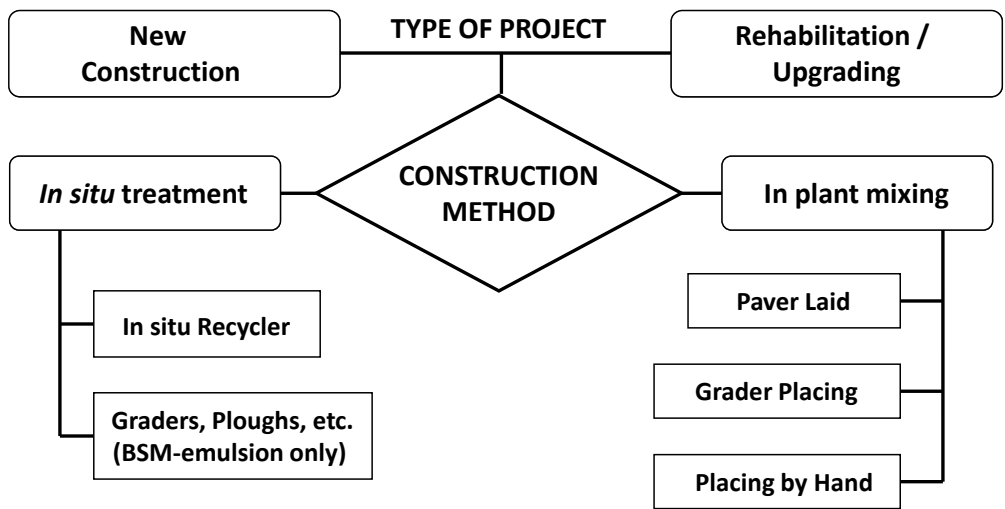 New
Construction
TYPE OF PROJECT
Rehabilitation /
Upgrading
In situ treatment
CONSTRUCTION
METHOD
In plant mixing
In situ Recycler
Graders, Ploughs, etc.
(BSM-emulsion only)
Paver Laid
Grader Placing
Placing by Hand